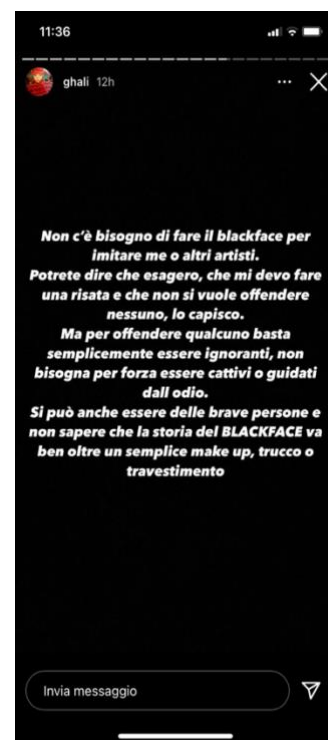 11:36
ghali 12h
Non c'è bisogno di fare il blackface per
imitare me o altri artisti.
Potrete dire che esagero, che mi devo fare
una risata e che non si vuole offendere
nessuno, lo capisco.
Ma per offendere qualcuno basta
semplicemente essere ignoranti, non
bisogna per forza essere cattivi o guidati
dall odio.
Si può anche essere delle brave persone e
non sapere che la storia del BLACKFACE va
ben oltre un semplice make up, trucco o
travestimento
Invia messaggio